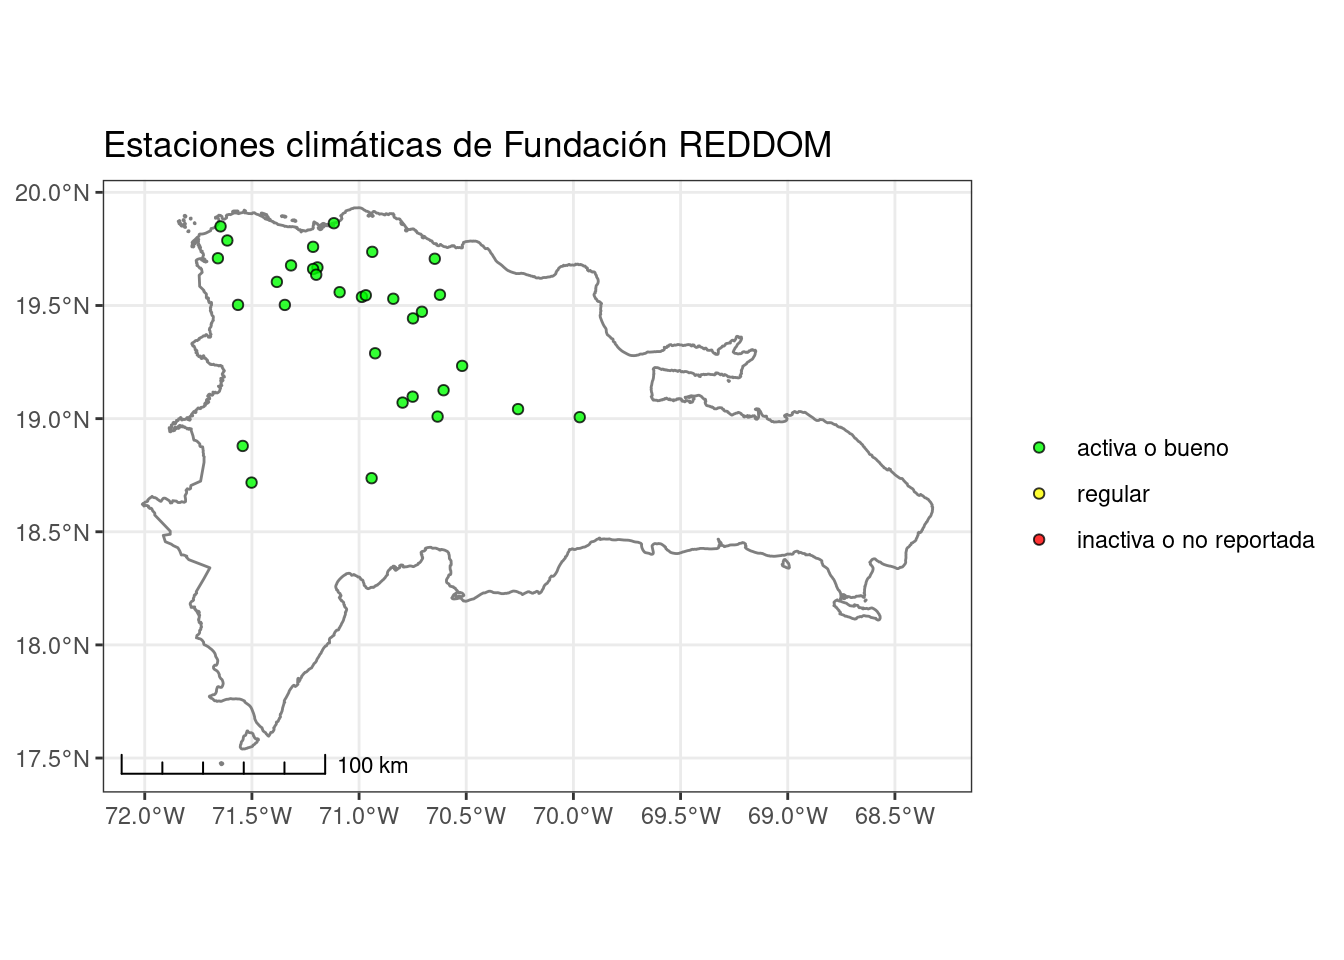 Estaciones climáticas de Fundación REDDOM
20.0°N
19.5°N
19.0°N
18.5°N
18.0°N
17.5°N
100 km
72.0°W 71.5°W 71.0°W 70.5°W 70.0°W 69.5°W 69.0°W 68.5°W
activa o bueno
regular
inactiva o no reportada